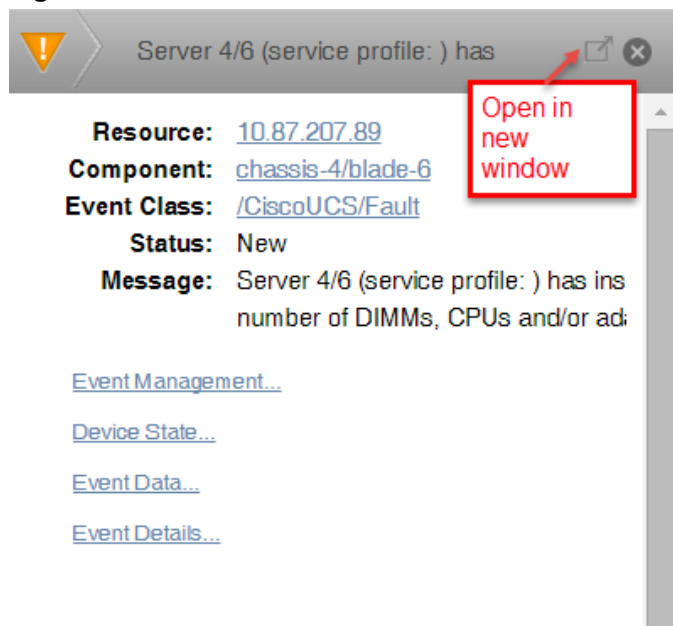 Server 4/6 (service profile: ) has
Open in
new
window
Resource: 10.87.207.89
Component: chassis-4/blade-6
Event Class: /CiscoUCS/Fault
Status: New
Message: Server 4/6 (service profile: ) has ins
number of DIMMs, CPUs and/or ada
Event Management...
Device State...
Event Data...
Event Details...